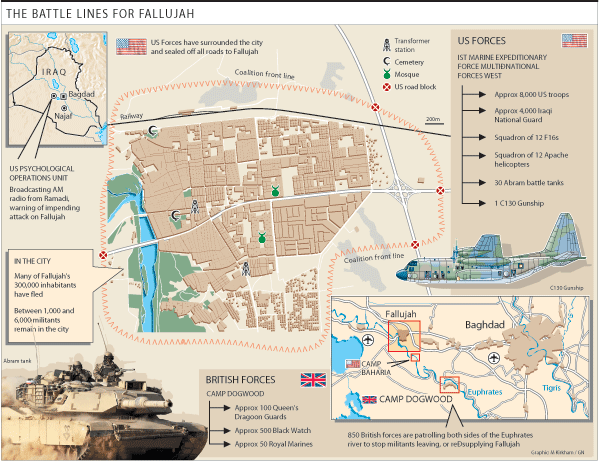 THE BATTLE LINES FOR FALLUJAH
US Forces have surrounded the city
and sealed off all roads to Fallujah
Transformer
station
Cemetery
Mosque
US road block
IRAQ
Bagdad
Najaf
Coalition front line
Railway
200m
US PSYCHOLOGICAL
OPERATIONS UNIT
Broadcasting AM
radio from Ramadi,
warning of impending
attack on Fallujah
IN THE CITY
Many of Fallujah's
300,000 inhabitants
have fled
Between 1,000 and
6,000 militants
remain in the city
Coalition front line
US FORCES
IST MARINE EXPEDITIONARY
FORCE MULTIENATIONAL
FORCES WEST
Approx 8,000 US troops
Approx 4,000 Iraqi
National Guard
Squadron of 12 F16s
Squadron of 12 Apache
helicopters
30 Abram battle tanks
1 C130 Gunship
C130 Gunship
Abram tank
BRITISH FORCES
CAMP DOGWOOD
Approx 100 Queen's
Dragoon Guards
Approx 500 Black Watch
Approx 50 Royal Marines
Fallujah
Baghdad
CAMP
BAHARIA
CAMP DOGWOOD
Euphrates
Tigris
850 British forces are patrolling both sides of the Euphrates
river to stop militants leaving, or reDsupplying Fallujah
Graphic: M Kirkham / GN